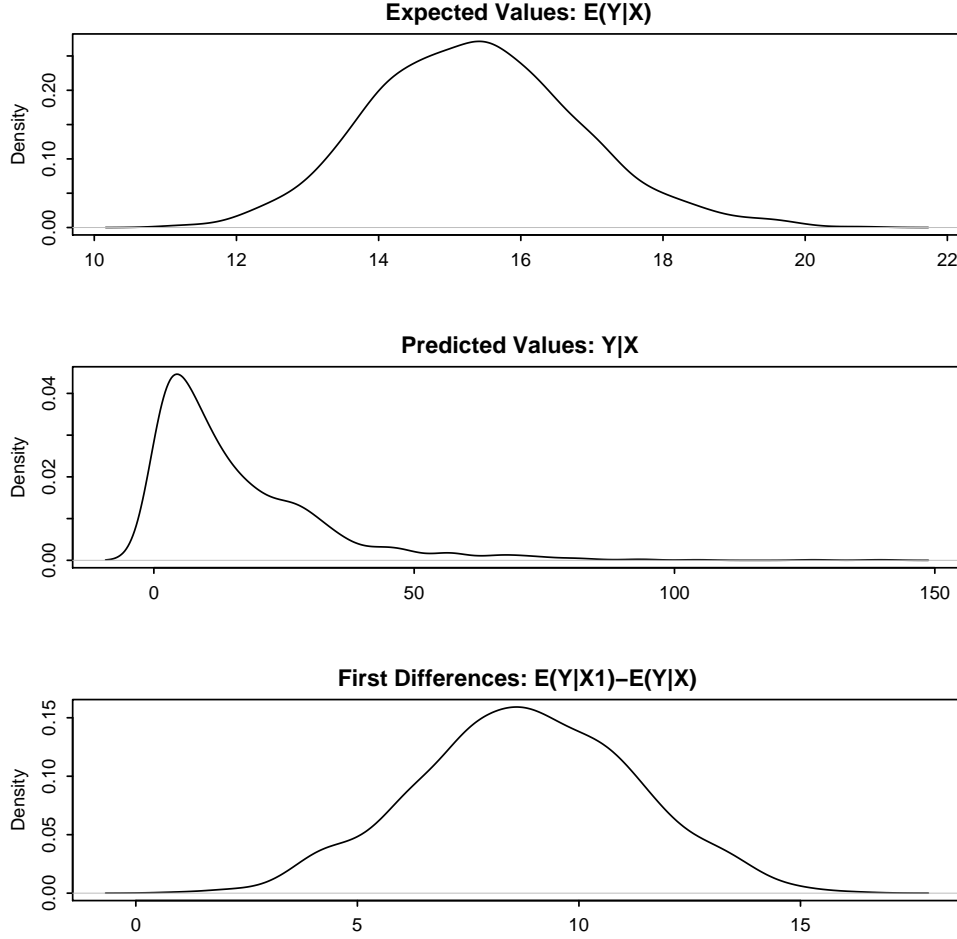 Expected Values: E(Y|X)
Density
0.00 0.10 0.20
10 12 14 16 18 20 22
Predicted Values: Y|X
Density
0.00 0.02 0.04
0 50 100 150
First Differences: E(Y|X1)−E(Y|X)
Density
0.00 0.05 0.10 0.15
0 5 10 15